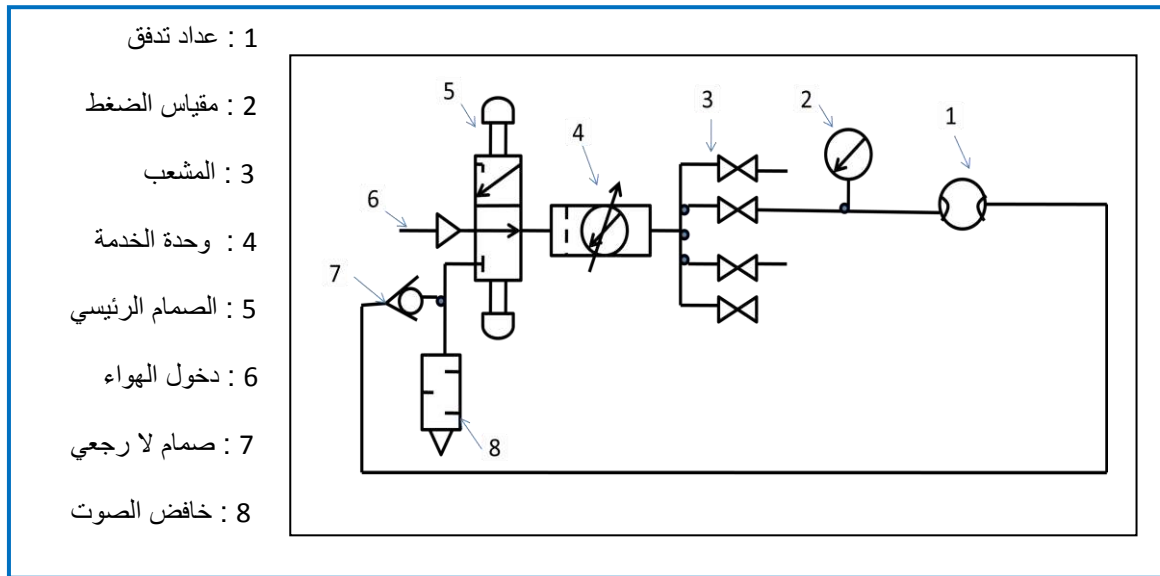 1 : عداد تدفق
2 : مقياس الضغط
3 : المشعب
4 : وحدة الخدمة
5 : الصمام الرئيسي
6 : دخول الهواء
7 : صمام لا رجعي
8 : خافض الصوت
5
4
3
2
1
6
7
8